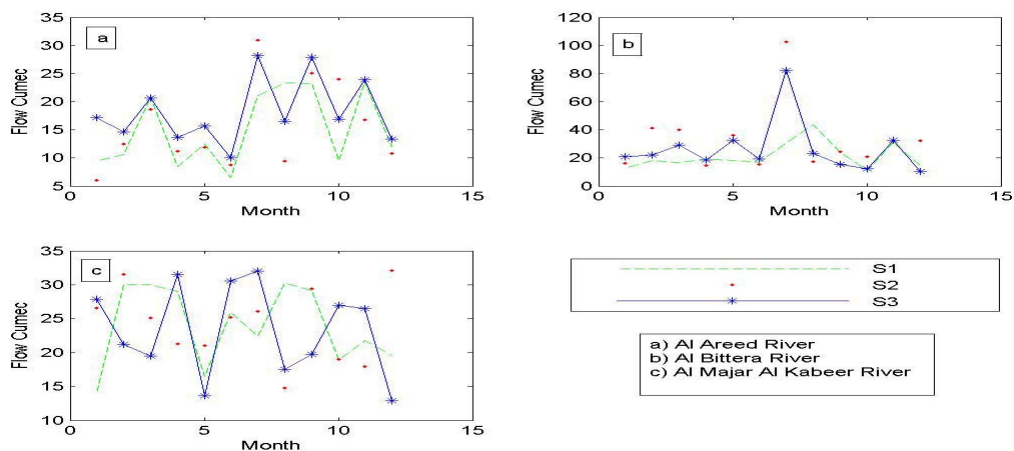 35
30
25
20
15
10
5
0
5
10
15
Flow Cumec
Month
a
120
100
80
60
40
20
0
0
5
10
15
Flow Cumec
Month
b
35
30
25
20
15
10
0
5
10
15
Flow Cumec
Month
c
S1
S2
S3
a) Al Areed River
b) Al Bittera River
c) Al Majar Al Kabeer River